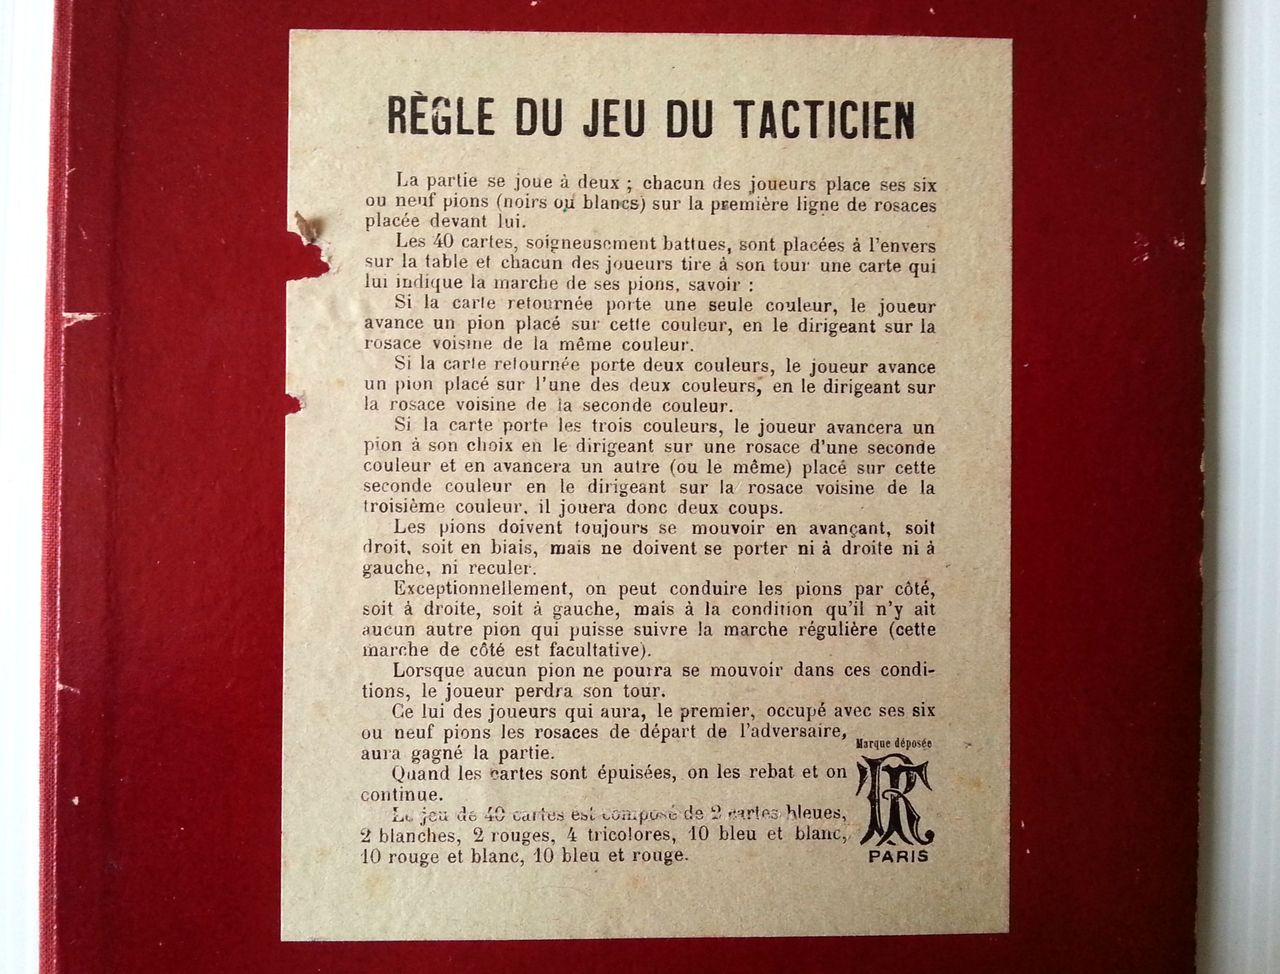 RÈGLE DU JEU DU TACTICIEN
La partie se joue à deux ; chacun des joueurs place ses six
ou neuf pions (noirs ou blancs) sur la première ligne de rosaces
placée devant lui.
Les 40 cartes, soigneusement battues, sont placées à l'envers
sur la table et chacun des joueurs tire à son tour une carte qui
lui indique la marche de ses pions, savoir :
Si la carte retournée porte une seule couleur, le joueur
avance un pion placé sur cette couleur, en le dirigeant sur la
rosace voisine de la même couleur.
Si la carte retournée porte deux couleurs, le joueur avance
un pion placé sur l'une des deux couleurs, en le dirigeant sur
la rosace voisine de la seconde couleur.
Si la carte porte les trois couleurs, le joueur avancera un
pion à son choix en le dirigeant sur une rosace d'une seconde
couleur et en avancera un autre (ou le même) placé sur cette
seconde couleur en le dirigeant sur la rosace voisine de la
troisième couleur, il jouera donc deux coups.
Les pions doivent toujours se mouvoir en avançant, soit
droit, soit en biais, mais ne doivent se porter ni à droite ni à
gauche, ni reculer.
Exceptionnellement, on peut conduire les pions par côté,
soit à droite, soit à gauche, mais à la condition qu'il n'y ait
aucun autre pion qui puisse suivre la marche régulière (cette
marche de côté est facultative).
Lorsque aucun pion ne pourra se mouvoir dans ces condi-
tions, le joueur perdra son tour.
Ce lui des joueurs qui aura, le premier, occupé avec ses six
ou neuf pions les rosaces de départ de l'adversaire,
aura gagné la partie.
Quand les cartes sont épuisées, on les rebat et on
continue.
Le jeu de 40 cartes est composé de 2 cartes bleues,
2 blanches, 2 rouges, 4 tricolores, 10 bleu et blanc,
10 rouge et blanc, 10 bleu et rouge.
Marque déposée
PARIS